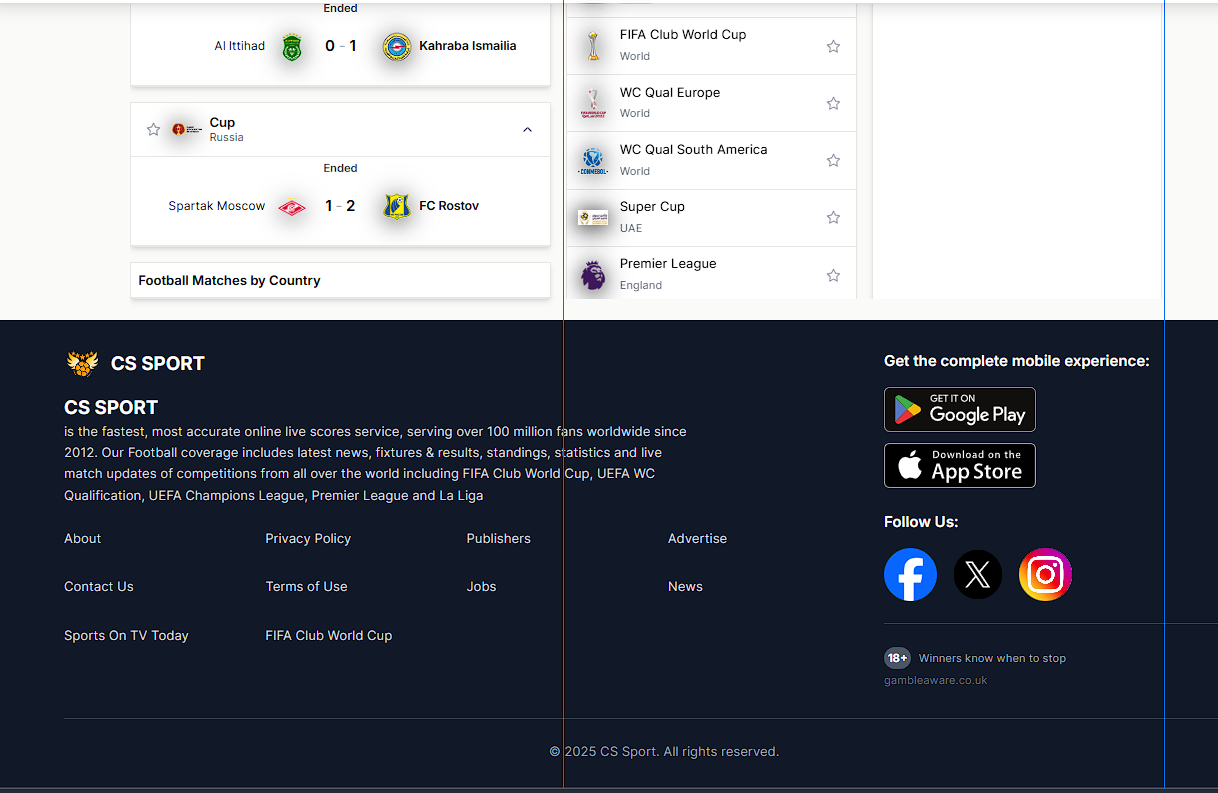 Ended
Al Ittihad 0 - 1 Kahraba Ismailia
Cup
Russia
Ended
Spartak Moscow 1 - 2 FC Rostov
Football Matches by Country
FIFA Club World Cup
World
WC Qual Europe
World
WC Qual South America
World
Super Cup
UAE
Premier League
England
CS SPORT
CS SPORT
is the fastest, most accurate online live scores service, serving over 100 million fans worldwide since
2012. Our Football coverage includes latest news, fixtures & results, standings, statistics and live
match updates of competitions from all over the world including FIFA Club World Cup, UEFA WC
Qualification, UEFA Champions League, Premier League and La Liga
About Privacy Policy Publishers Advertise
Contact Us Terms of Use Jobs News
Sports On TV Today FIFA Club World Cup
Get the complete mobile experience:
GET IT ON
Google Play
Download on the
App Store
Follow Us:
18+ Winners know when to stop
gambleaware.co.uk
© 2025 CS Sport. All rights reserved.